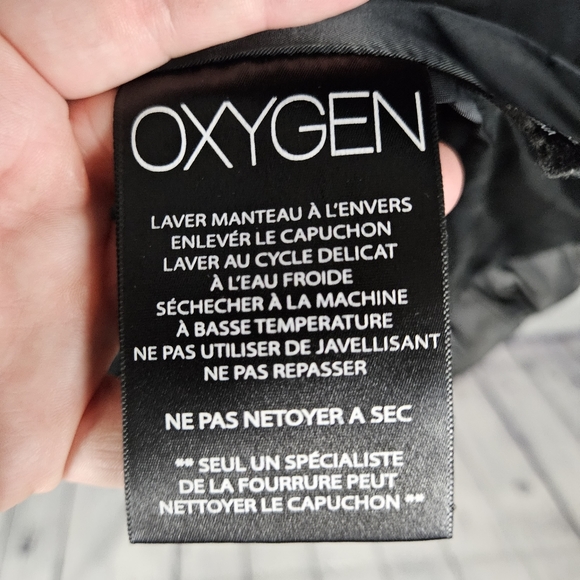 OXYGEN
LAVER MANTEAU À L'ENVERS
ENLEVÉR LE CAPUCHON
LAVER AU CYCLE DELICAT
À L'EAU FROIDE
SÉCHECHER À LA MACHINE
À BASSE TEMPERATURE
NE PAS UTILISER DE JAVELLISANT
NE PAS REPASSER
NE PAS NETOYER A SEC
** SEUL UN SPÉCIALISTE
DE LA FOURRURE PEUT
NETTOYER LE CAPUCHON **